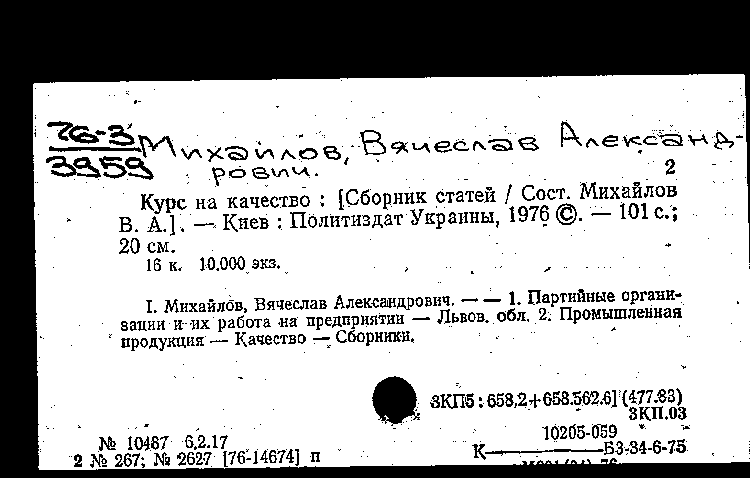 76-3
3959
Михайлов, Вячеслав Александ-
рович.
2
Курс на качество : [Сборник статей / Сост. Михайлов
В. А.]. — Киев : Политиздат Украины, 1976 ©. — 101 с.;
20 см.
16 к. 10.000 экз.
I. Михайлов, Вячеслав Александрович. — — 1. Партийные органи-
зации и их работа на предприятии — Львов. обл. 2. Промышленная
продукция — Качество — Сборники.
ЗКП5 : 658.2+658.562.6] (477.83)
ЗКП.03
№ 10487 6.2.17
10205-059
2 № 267; № 2627 [76-14674] п
К—БЗ-34-6-75